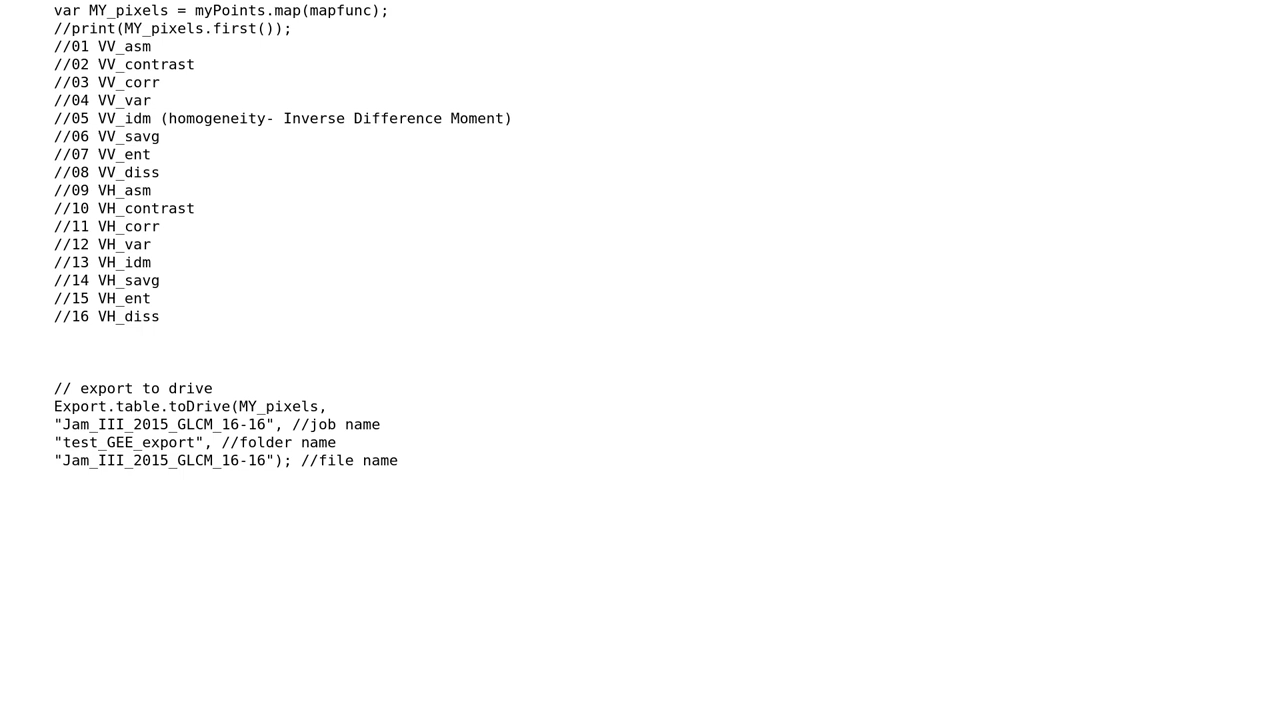 var MY_pixels = myPoints.map(mapfunc);
//print(MY_pixels.first());
//01 VV_asm
//02 VV_contrast
//03 VV_corr
//04 VV_var
//05 VV_idm (homogeneity- Inverse Difference Moment)
//06 VV_savg
//07 VV_ent
//08 VV_diss
//09 VH_asm
//10 VH_contrast
//11 VH_corr
//12 VH_var
//13 VH_idm
//14 VH_savg
//15 VH_ent
//16 VH_diss
// export to drive
Export.table.toDrive(MY_pixels,
"Jam_III_2015_GLCM_16-16", //job name
"test_GEE_export", //folder name
"Jam_III_2015_GLCM_16-16"); //file name